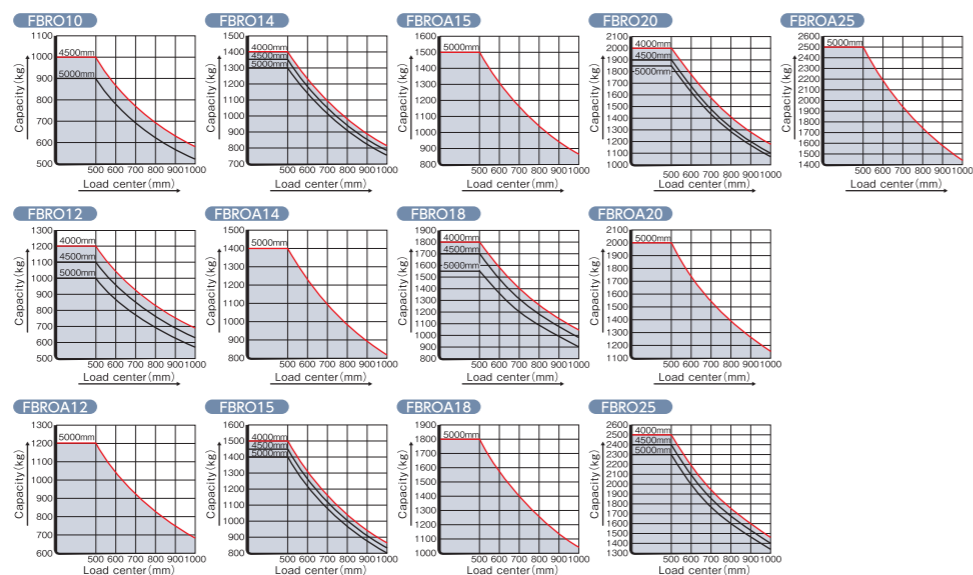 FBRO10
Capacity(kg)
1100
1000
900
800
700
600
500
4500mm
5000mm
500 600 700 800 900 1000
Load center(mm)
FBRO14
Capacity(kg)
1500
1400
1300
1200
1100
1000
900
800
700
4000mm
4500mm
5000mm
500 600 700 800 900 1000
Load center(mm)
FBROA15
Capacity(kg)
1600
1500
1400
1300
1200
1100
1000
900
800
5000mm
500 600 700 800 900 1000
Load center(mm)
FBRO20
Capacity(kg)
2100
2000
1900
1800
1700
1600
1500
1400
1300
1200
1100
1000
4000mm
4500mm
5000mm
500 600 700 800 900 1000
Load center(mm)
FBROA25
Capacity(kg)
2600
2500
2400
2300
2200
2100
2000
1900
1800
1700
1600
1500
1400
5000mm
500 600 700 800 900 1000
Load center(mm)
FBRO12
Capacity(kg)
1300
1200
1100
1000
900
800
700
600
500
4000mm
4500mm
5000mm
500 600 700 800 900 1000
Load center(mm)
FBROA14
Capacity(kg)
1500
1400
1300
1200
1100
1000
900
800
5000mm
500 600 700 800 900 1000
Load center(mm)
FBRO18
Capacity(kg)
1900
1800
1700
1600
1500
1400
1300
1200
1100
1000
900
800
4000mm
4500mm
5000mm
500 600 700 800 900 1000
Load center(mm)
FBROA20
Capacity(kg)
2100
2000
1900
1800
1700
1600
1500
1400
1300
1200
1100
5000mm
500 600 700 800 900 1000
Load center(mm)
FBROA12
Capacity(kg)
1300
1200
1100
1000
900
800
700
600
5000mm
500 600 700 800 900 1000
Load center(mm)
FBRO15
Capacity(kg)
1600
1500
1400
1300
1200
1100
1000
900
800
4000mm
4500mm
5000mm
500 600 700 800 900 1000
Load center(mm)
FBROA18
Capacity(kg)
1900
1800
1700
1600
1500
1400
1300
1200
1100
1000
5000mm
500 600 700 800 900 1000
Load center(mm)
FBRO25
Capacity(kg)
2600
2500
2400
2300
2200
2100
2000
1900
1800
1700
1600
1500
1400
1300
4000mm
4500mm
5000mm
500 600 700 800 900 1000
Load center(mm)